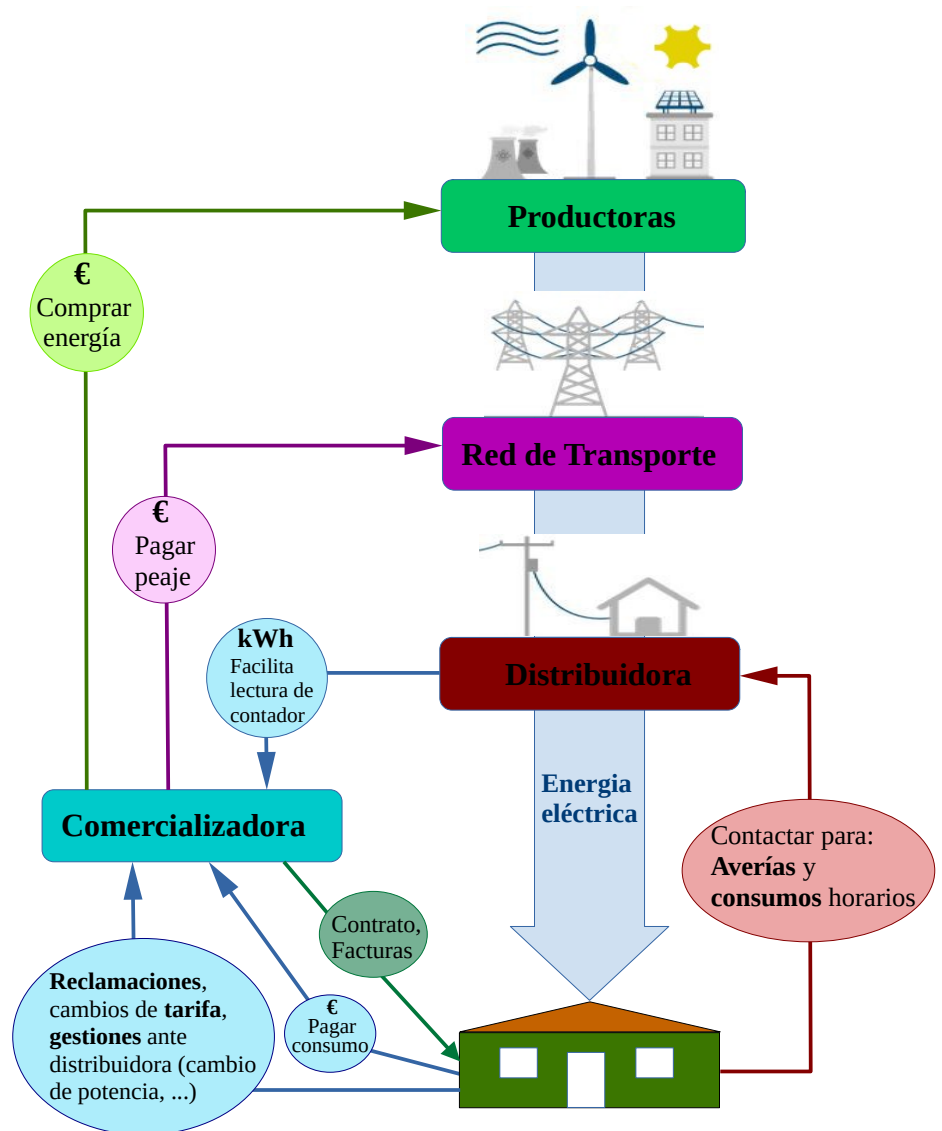 Productoras
€
Comprar
energía
Red de Transporte
€
Pagar
peaje
kWh
Facilita
lectura de
contador
Distribuidora
Energia
eléctrica
Comercializadora
Contactar para:
Averías y
consumos horarios
Contrato,
Facturas
Reclamaciones,
cambios de tarifa,
gestiones ante
distribuidora (cambio
de potencia, ...)
€
Pagar
consumo